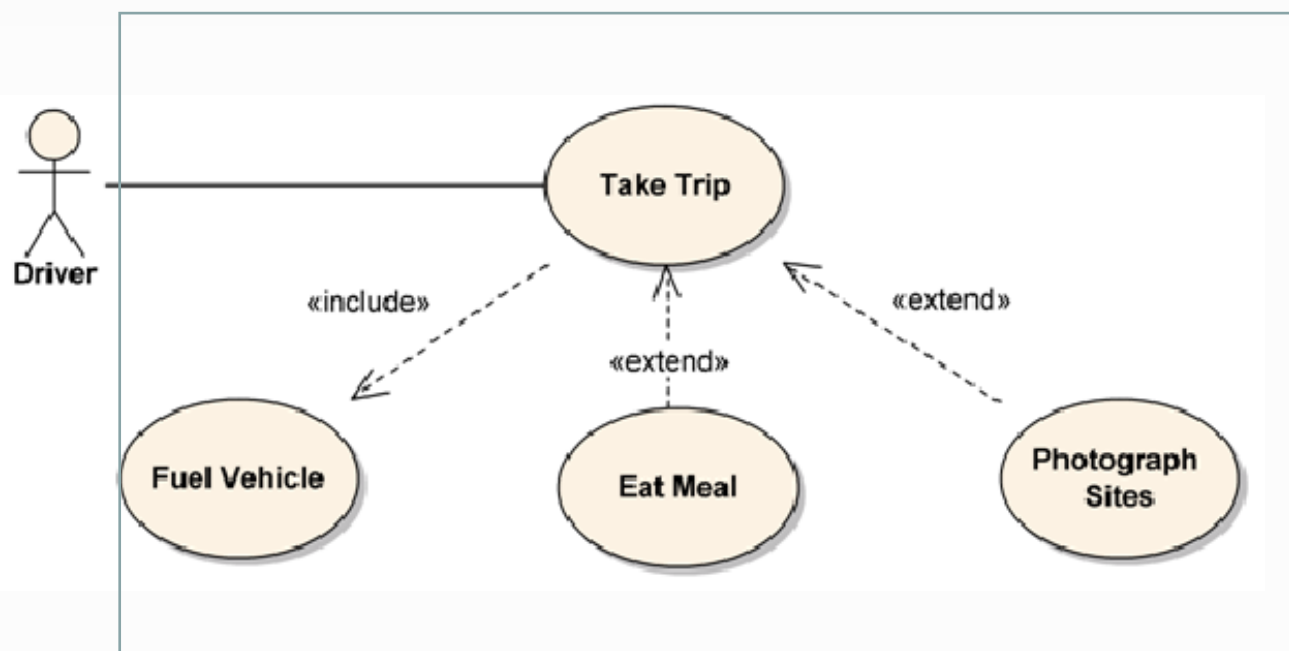 Take Trip
Driver
«include»
«extend»
«extend»
Fuel Vehicle
Eat Meal
Photograph
Sites